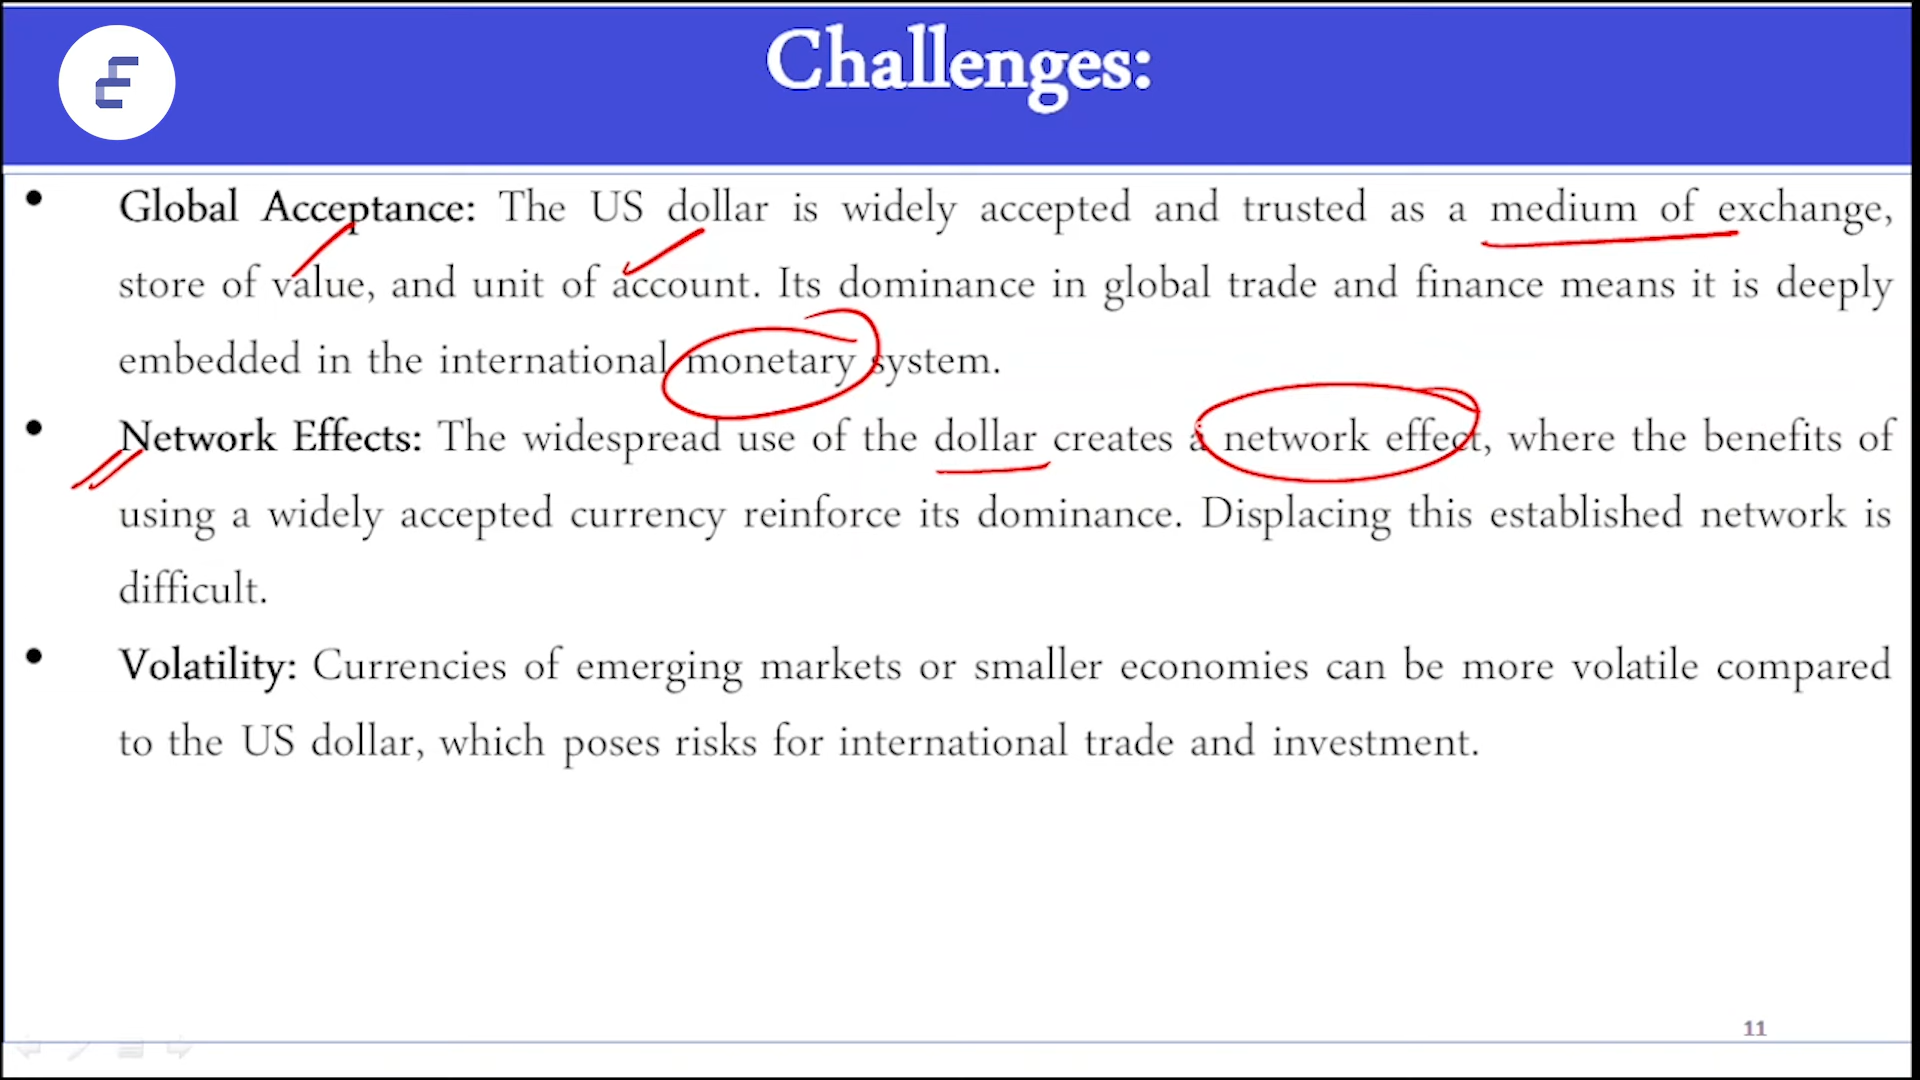 Challenges:
• Global Acceptance: The US dollar is widely accepted and trusted as a medium of exchange,
store of value, and unit of account. Its dominance in global trade and finance means it is deeply
embedded in the international monetary system.
• Network Effects: The widespread use of the dollar creates a network effect, where the benefits of
using a widely accepted currency reinforce its dominance. Displacing this established network is
difficult.
• Volatility: Currencies of emerging markets or smaller economies can be more volatile compared
to the US dollar, which poses risks for international trade and investment.
11